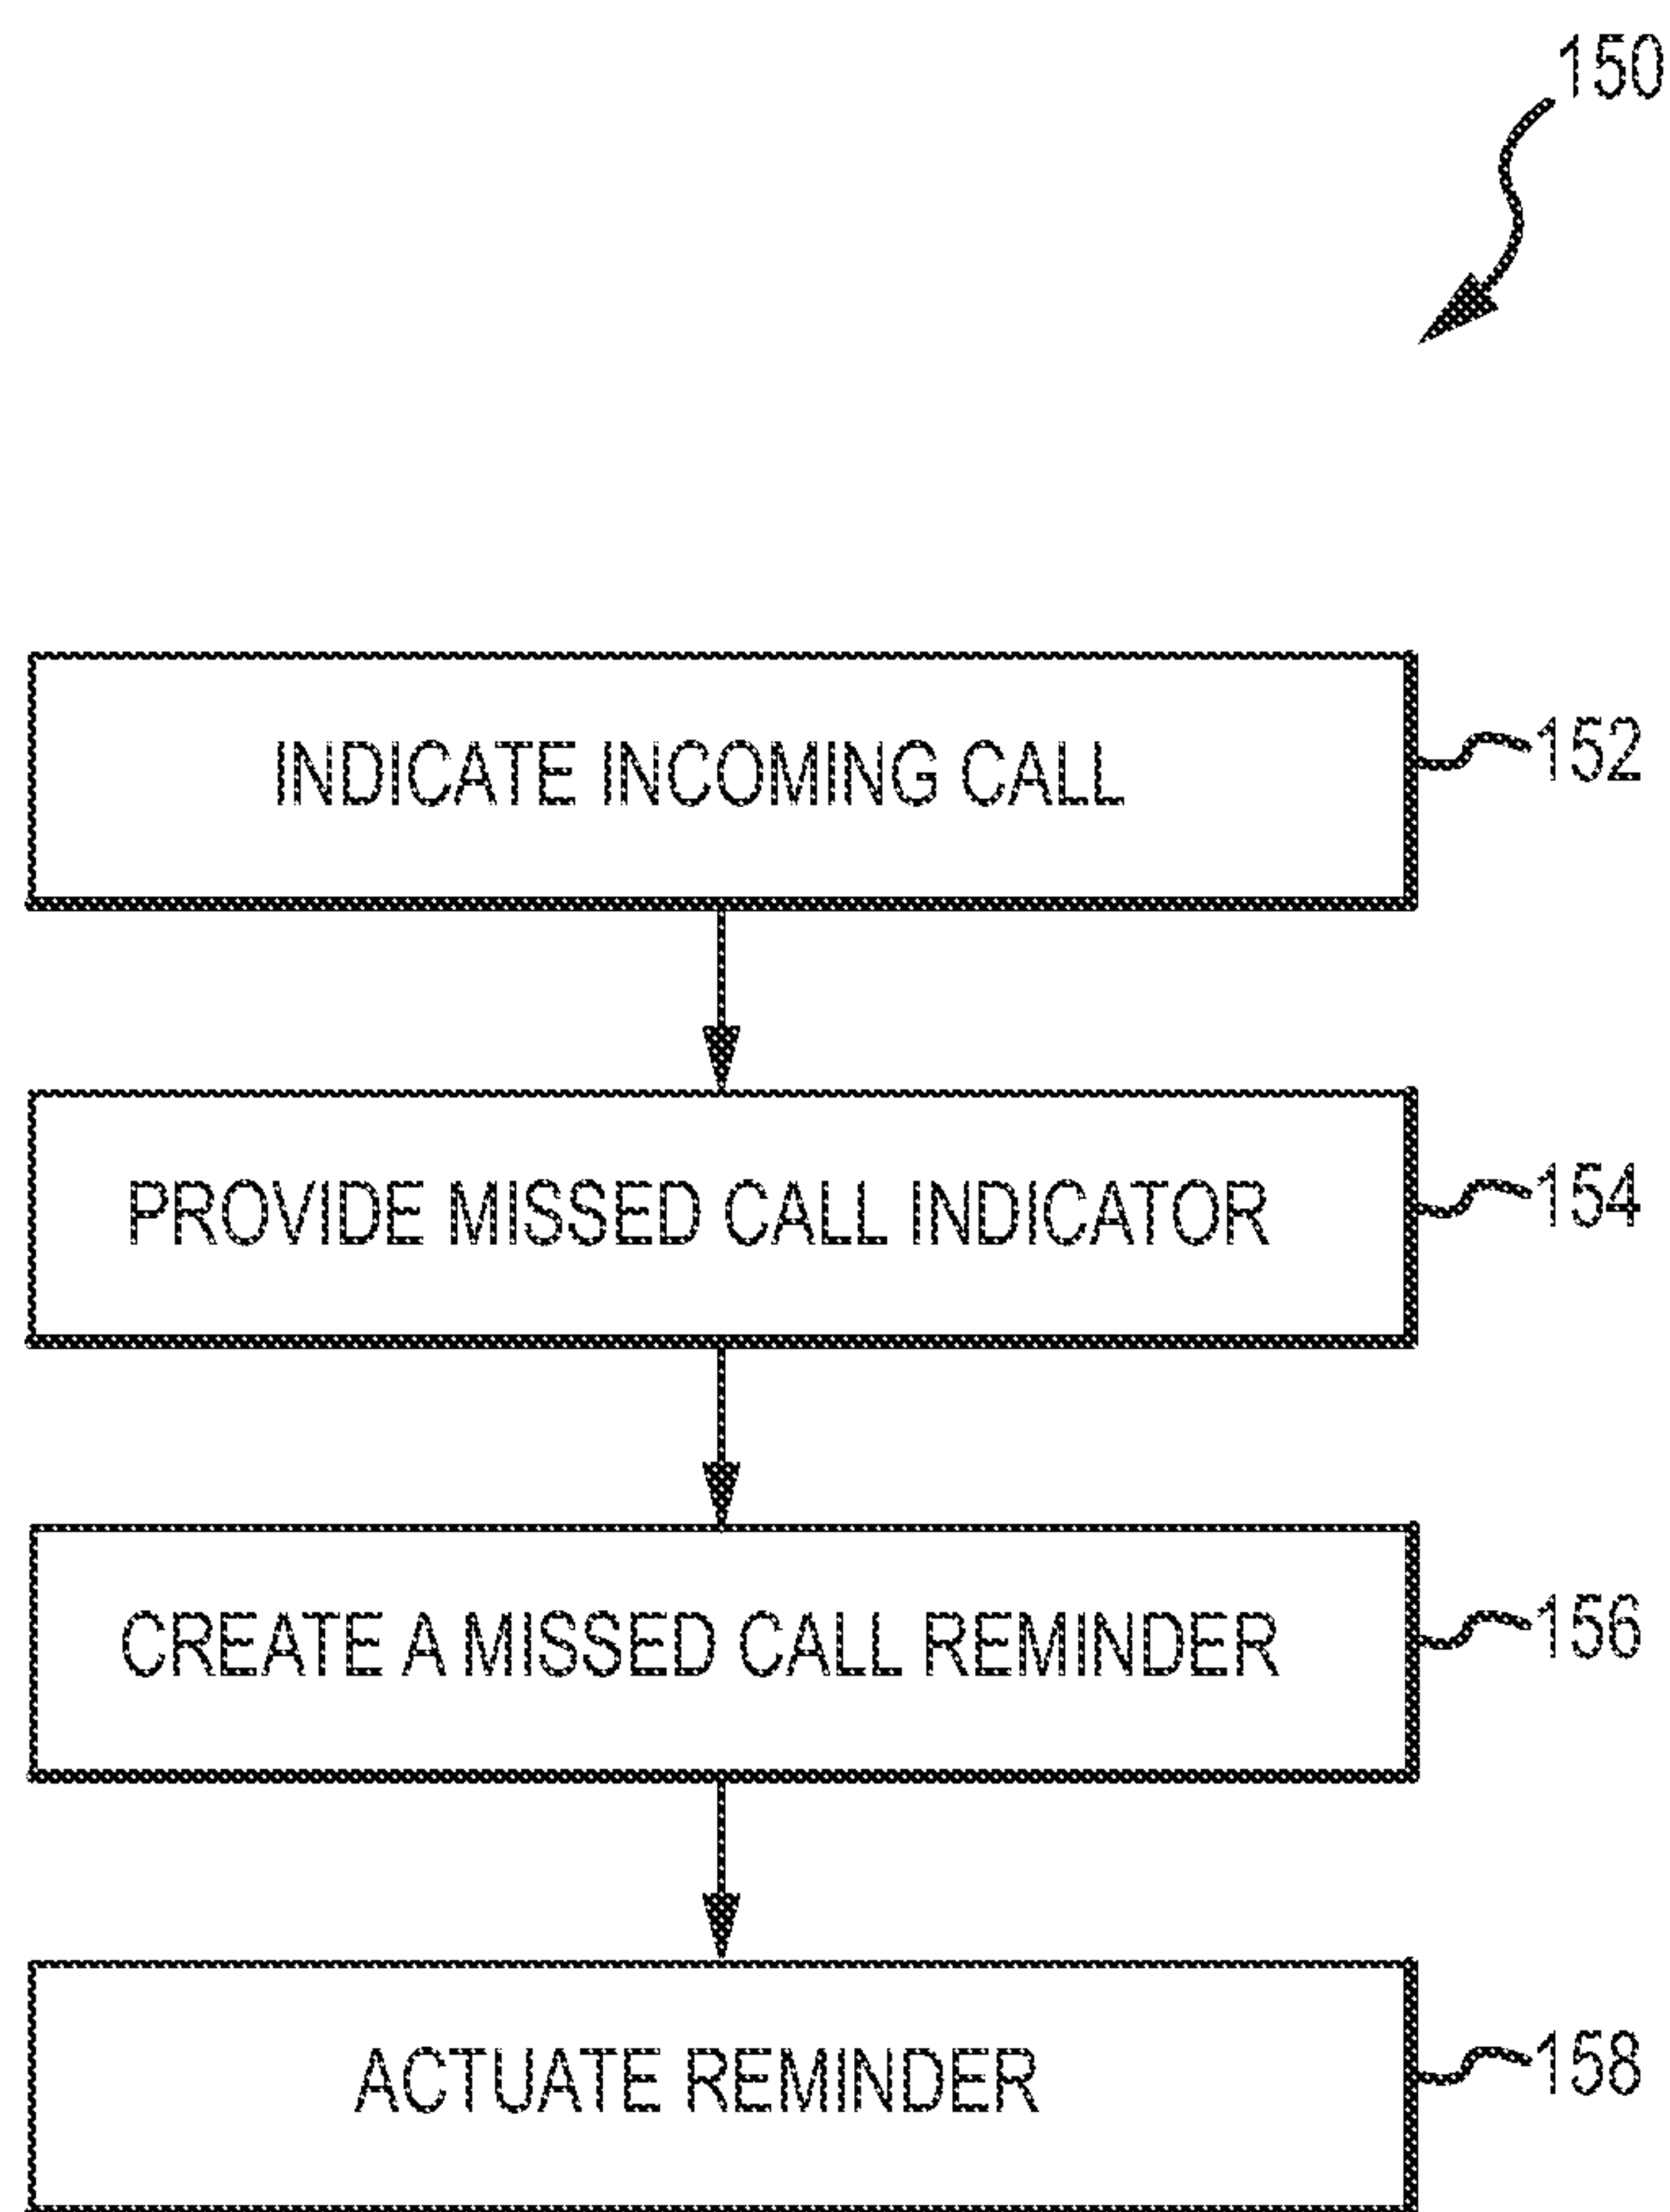 150
INDICATE INCOMING CALL
152
PROVIDE MISSED CALL INDICATOR
154
CREATE A MISSED CALL REMINDER
156
ACTUATE REMINDER
158